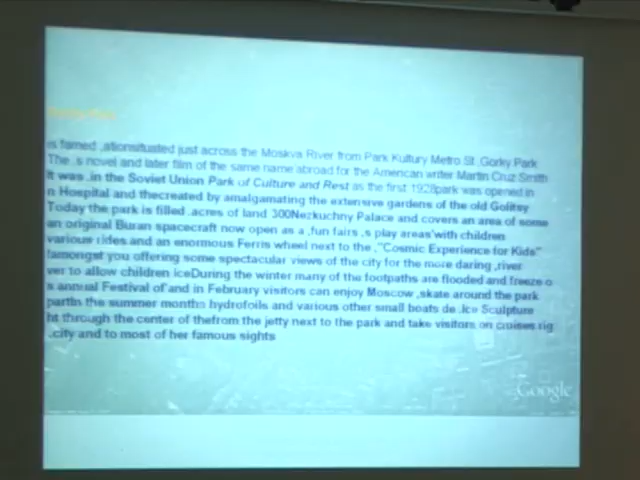 is famed ,ationsituated just across the Moskva River from Park Kultury Metro St ,Gorky Park
The .s novel and later film of the same name abroad for the American writer Martin Cruz Smith
It was .in the Soviet Union Park of Culture and Rest as the first 1928park was opened in
n Hospital and thecreated by amalgamating the extensive gardens of the old Golitsy
Today the park is filled .acres of land 300Nezkuchny Palace and covers an area of some
an original Buran spacecraft now open as a ,fun fairs ,s play areas'with children
various rides and an enormous Ferris wheel next to the ,"Cosmic Experience for Kids"
!amongst you offering some spectacular views of the city for the more daring ,river
ver to allow children iceDuring the winter many of the footpaths are flooded and freeze o
s annual Festival of'and in February visitors can enjoy Moscow ,skate around the park
partIn the summer months hydrofoils and various other small boats de .Ice Sculpture
ht through the center of thefrom the jetty next to the park and take visitors on cruises rig
.city and to most of her famous sights
Google